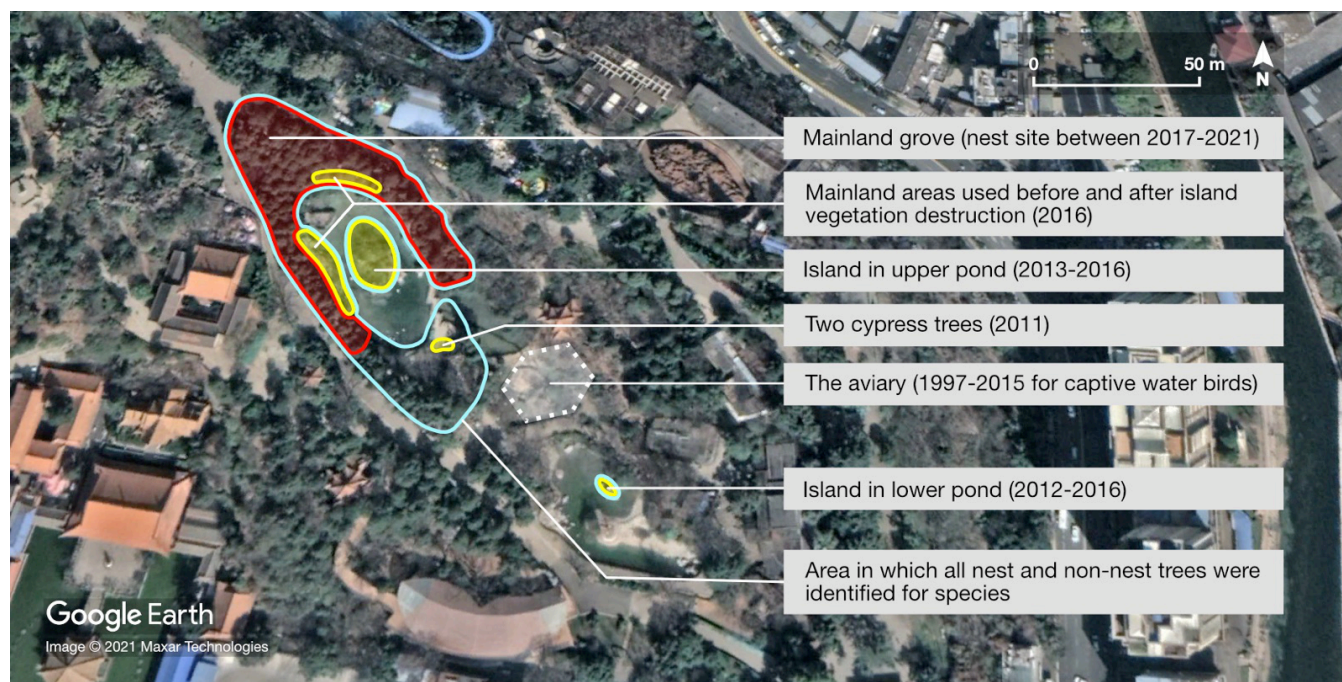 0 50 m
N
Mainland grove (nest site between 2017-2021)
Mainland areas used before and after island
vegetation destruction (2016)
Island in upper pond (2013-2016)
Two cypress trees (2011)
The aviary (1997-2015 for captive water birds)
Island in lower pond (2012-2016)
Area in which all nest and non-nest trees were
identified for species
Google Earth
Image © 2021 Maxar Technologies